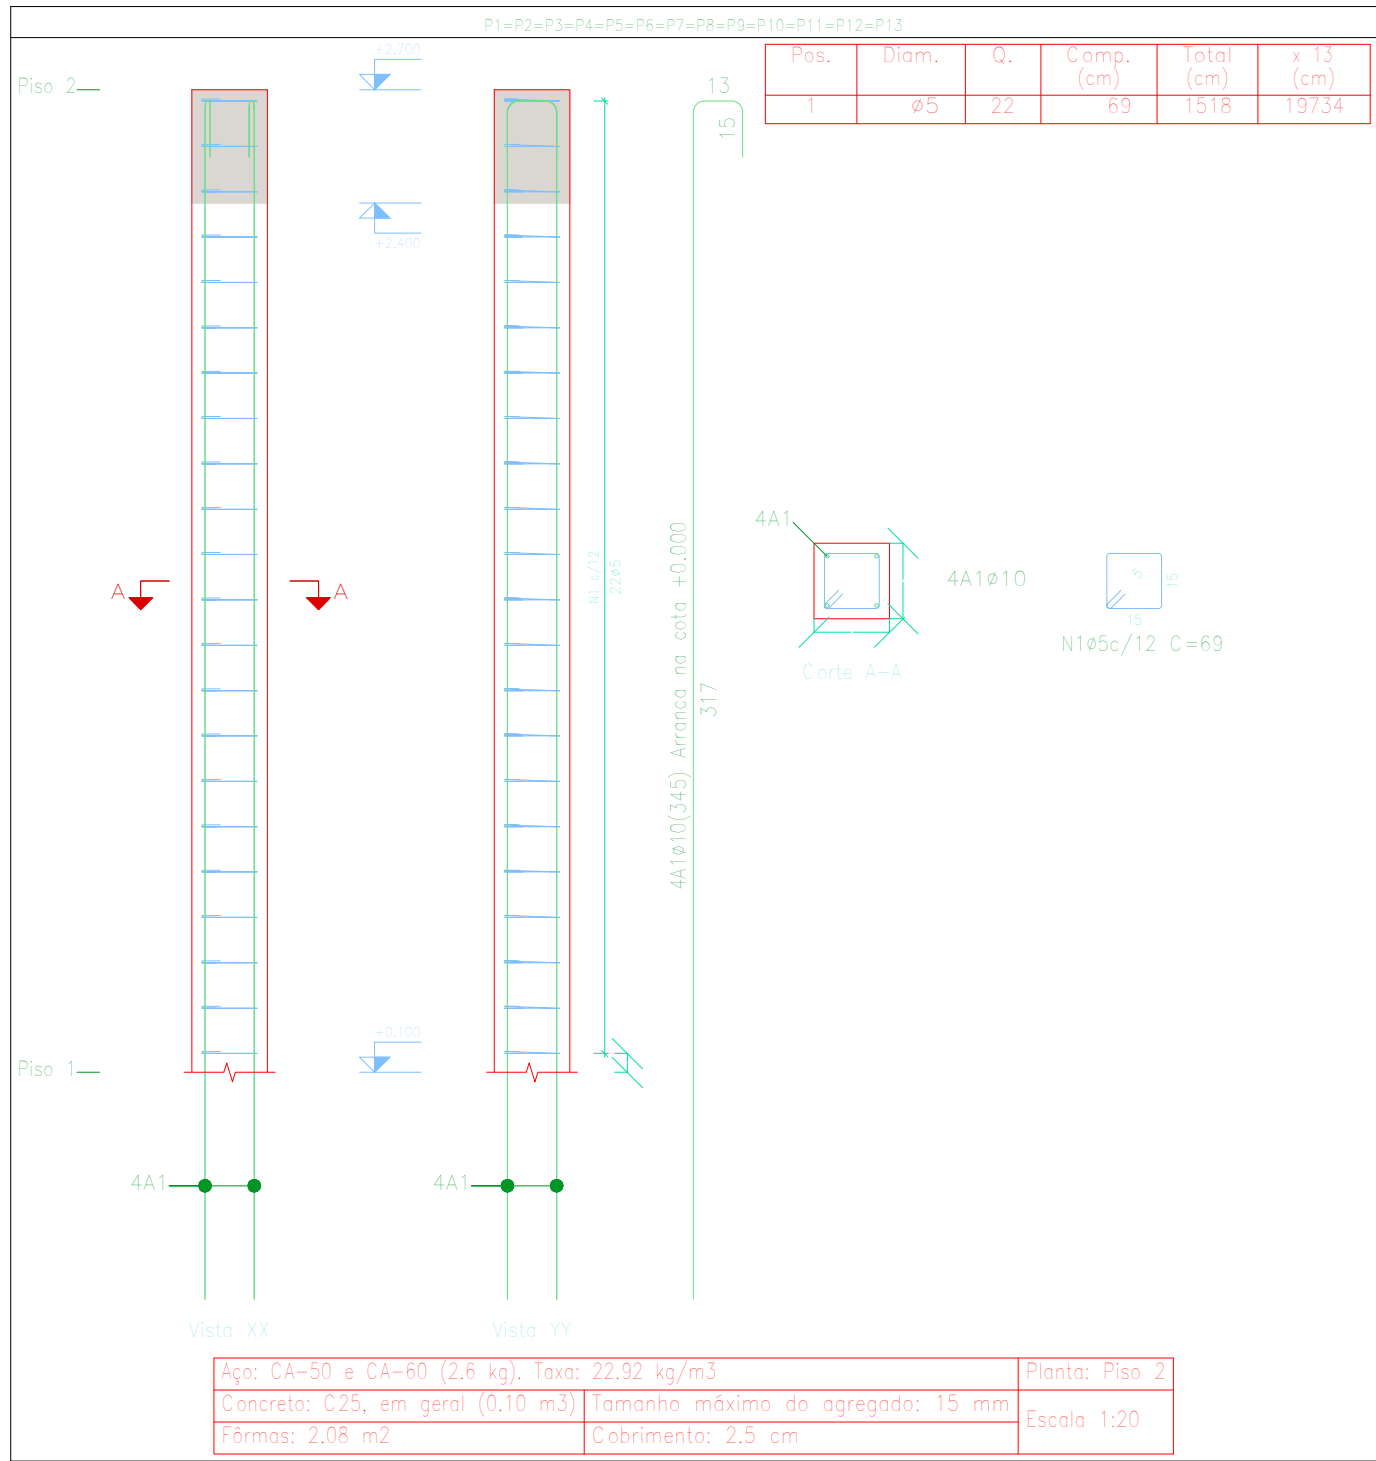 P1=P2=P3=P4=P5=P6=P7=P8=P9=P10=P11=P12=P13
Pos. Diam. Q. Comp. (cm) Total (cm) x 13 (cm)
1 ø5 22 69 1518 19734
Piso 2
+2.700
13
15
+2.400
A
A
N1 c/12
22ø5
4A1ø10(345) Arranca na cota +0.000
317
4A1
4A1ø10
Corte A-A
5
15
15
N1ø5c/12 C=69
+0.100
Piso 1
4A1
4A1
Vista XX
Vista YY
Aço: CA-50 e CA-60 (2.6 kg). Taxa: 22.92 kg/m3
Planta: Piso 2
Concreto: C25, em geral (0.10 m3)
Tamanho máximo do agregado: 15 mm
Escala 1:20
Fôrmas: 2.08 m2
Cobrimento: 2.5 cm